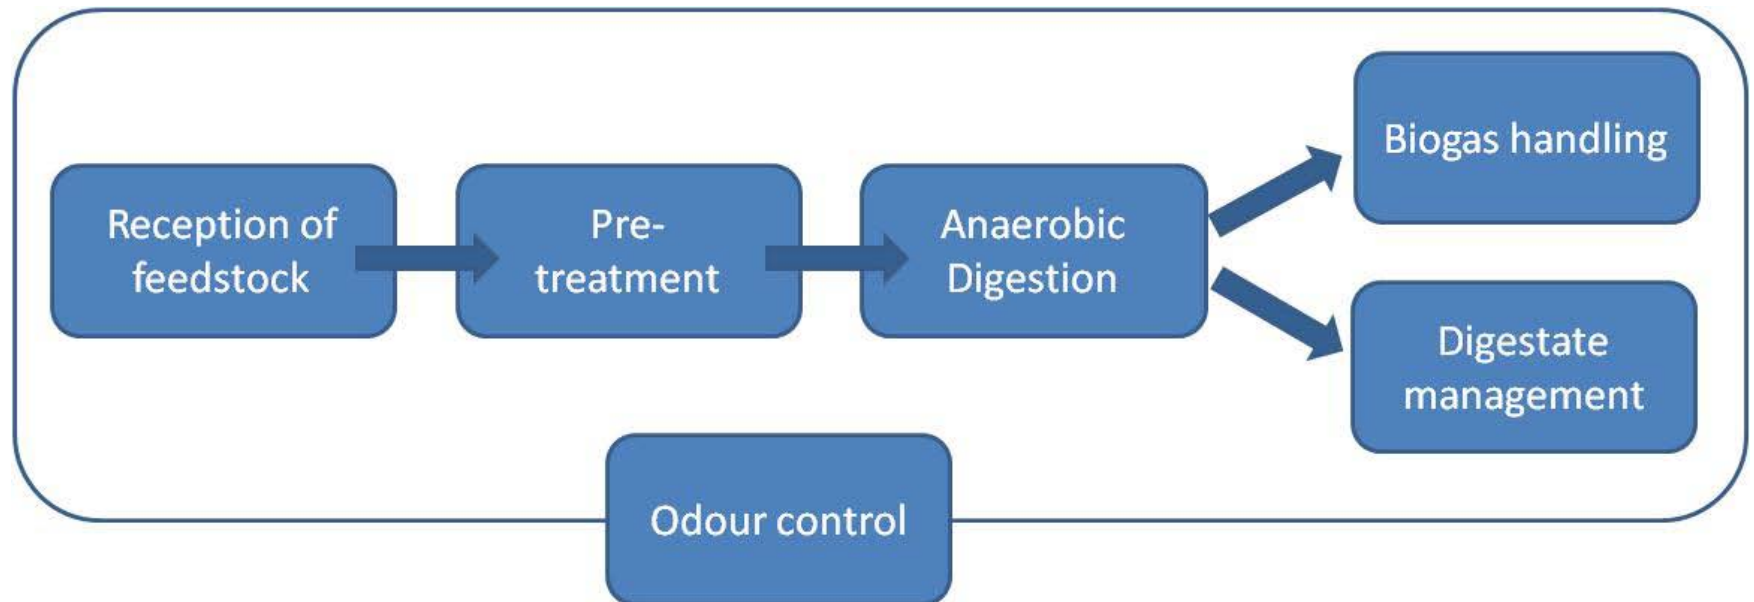 Reception of
feedstock
Pre-
treatment
Anaerobic
Digestion
Biogas handling
Digestate
management
Odour control